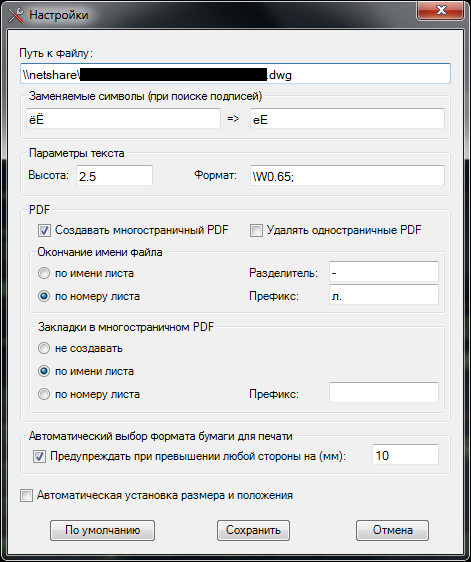 Настройки
Путь к файлу:
\\netshare\ .dwg
Заменяемые символы (при поиске подписей)
ёЁ => еЕ
Параметры текста
Высота: 2.5 Формат: \W0.65;
PDF
Создавать многостраничный PDF Удалять одностраничные PDF
Окончание имени файла
по имени листа Разделитель: -
по номеру листа Префикс: л.
Закладки в многостраничном PDF
не создавать
по имени листа
по номеру листа Префикс:
Автоматический выбор формата бумаги для печати
Предупреждать при превышении любой стороны на (мм): 10
Автоматическая установка размера и положения
По умолчанию Сохранить Отмена